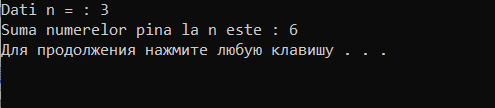 Dati n = : 3
Suma numerelor pina la n este : 6
Для продолжения нажмите любую клавишу . . .